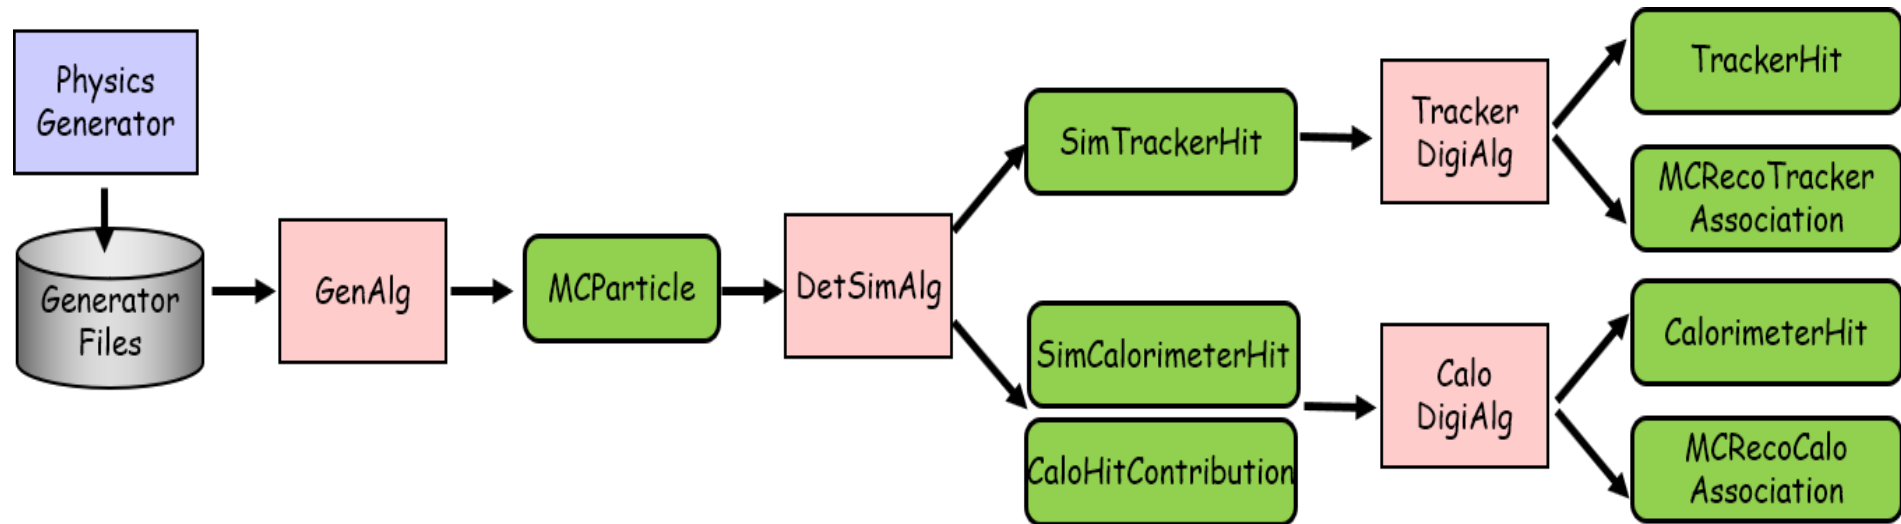 Physics
Generator
Generator
Files
GenAlg
MCParticle
DetSimAlg
SimTrackerHit
SimCalorimeterHit
CaloHitContribution
Tracker
DigiAlg
Calo
DigiAlg
TrackerHit
MCRecoTracker
Association
CalorimeterHit
MCRecoCalo
Association